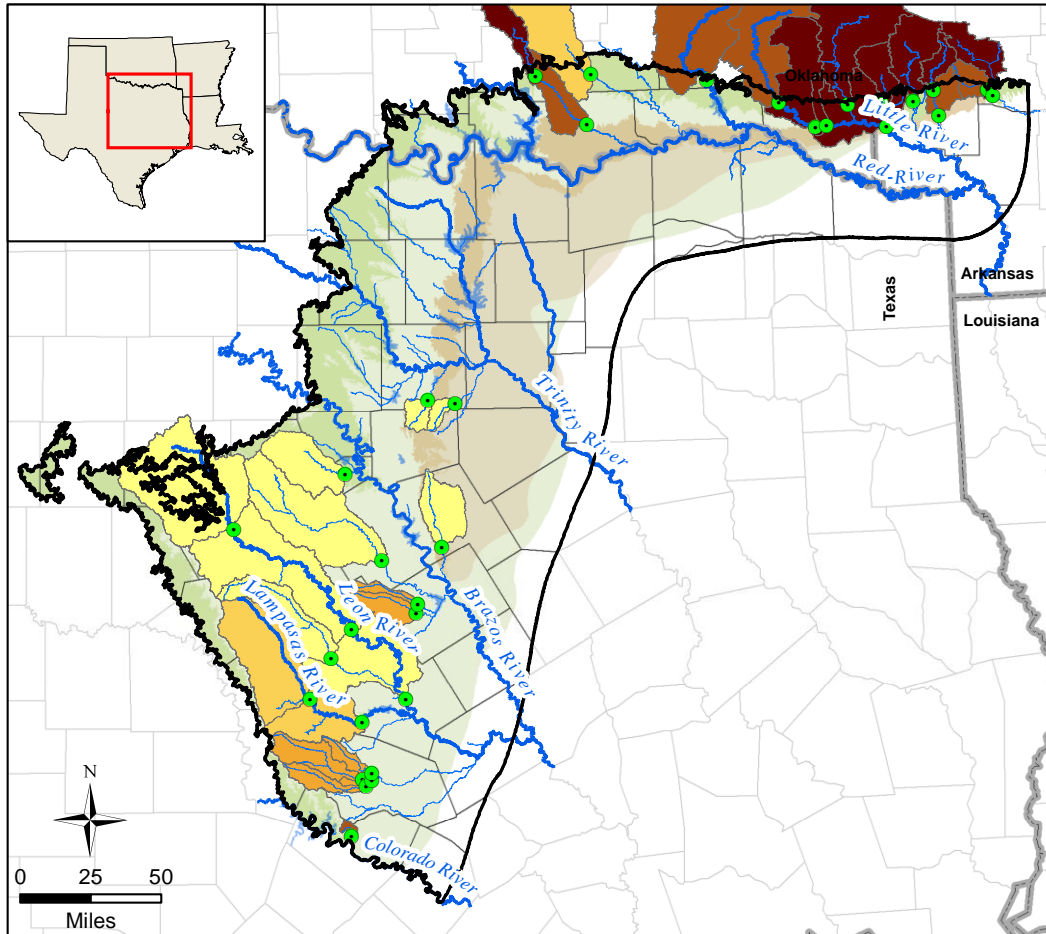 Oklahoma
Little River
Red River
Arkansas
Texas
Louisiana
Trinity River
Leon River
Lampasas River
Brazos River
N
Colorado River
0 25 50
Miles